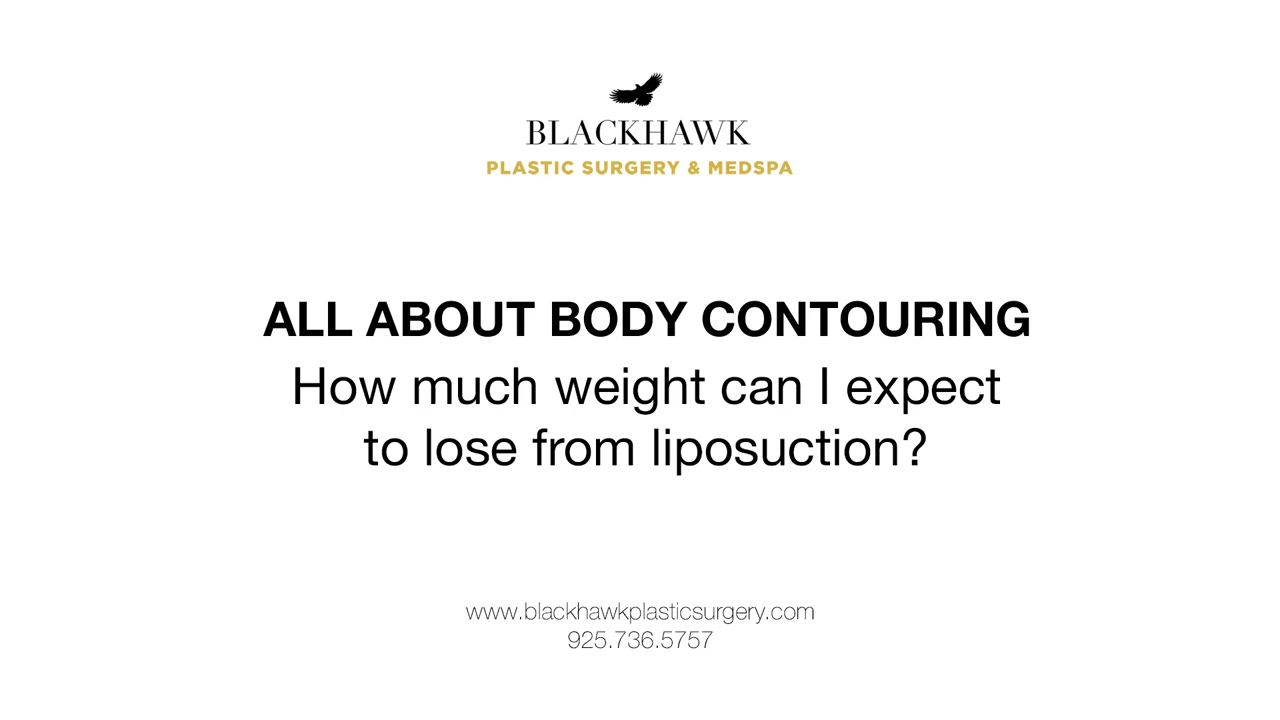 BLACKHAWK
PLASTIC SURGERY & MEDSPA
ALL ABOUT BODY CONTOURING
How much weight can I expect
to lose from liposuction?
www.blackhawkplasticsurgery.com
925.736.5757